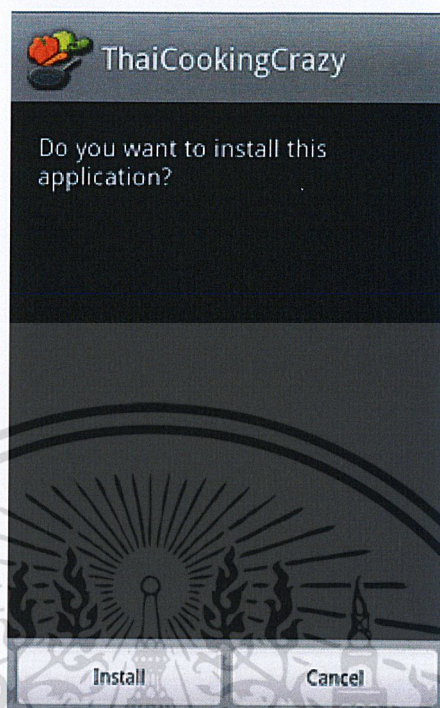 ThaiCookingCrazy
Do you want to install this
application?
Install
Cancel